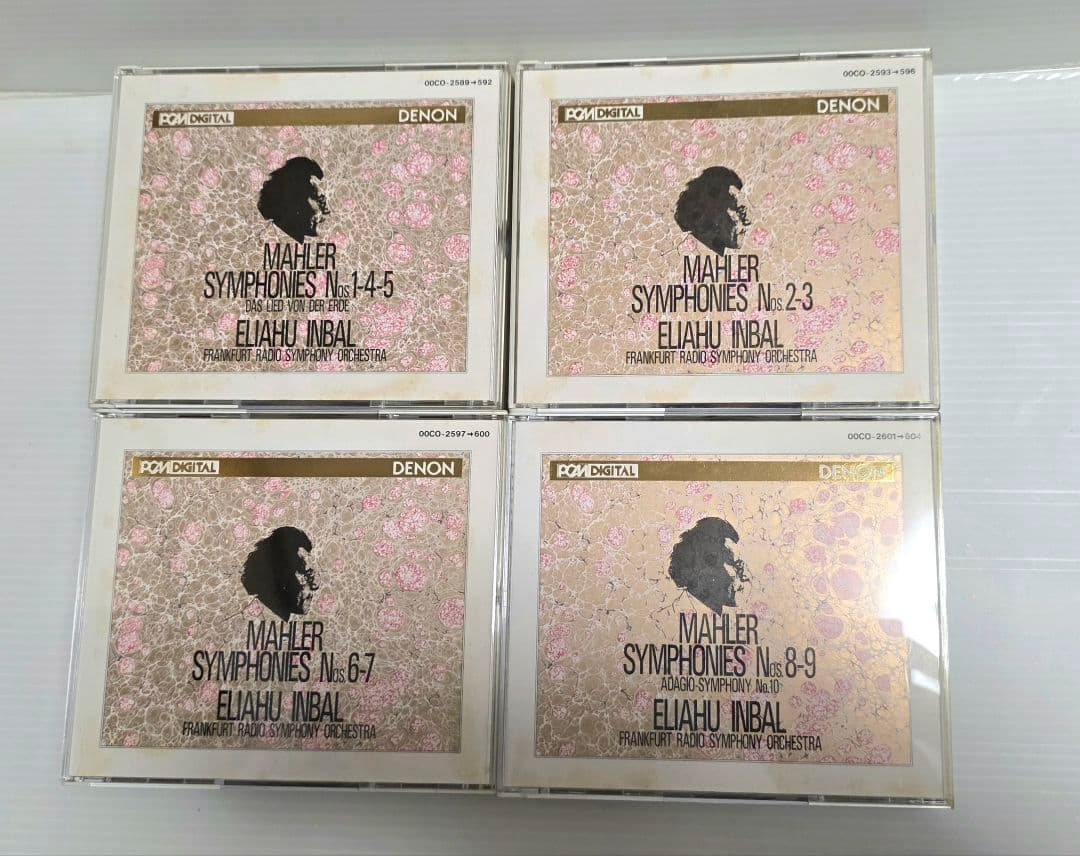 00CO-2589→592
PCM DIGITAL DENON
MAHLER
SYMPHONIES Nos.1-4-5
DAS LIED VON DER ERDE
ELIAHU INBAL
FRANKFURT RADIO SYMPHONY ORCHESTRA
00CO-2593→596
PCM DIGITAL DENON
MAHLER
SYMPHONIES Nos.2-3
ELIAHU INBAL
FRANKFURT RADIO SYMPHONY ORCHESTRA
00CO-2597→600
PCM DIGITAL DENON
MAHLER
SYMPHONIES Nos.6-7
ELIAHU INBAL
FRANKFURT RADIO SYMPHONY ORCHESTRA
00CO-2601→604
PCM DIGITAL DENON
MAHLER
SYMPHONIES Nos.8-9
ADAGIO-SYMPHONY No.10
ELIAHU INBAL
FRANKFURT RADIO SYMPHONY ORCHESTRA